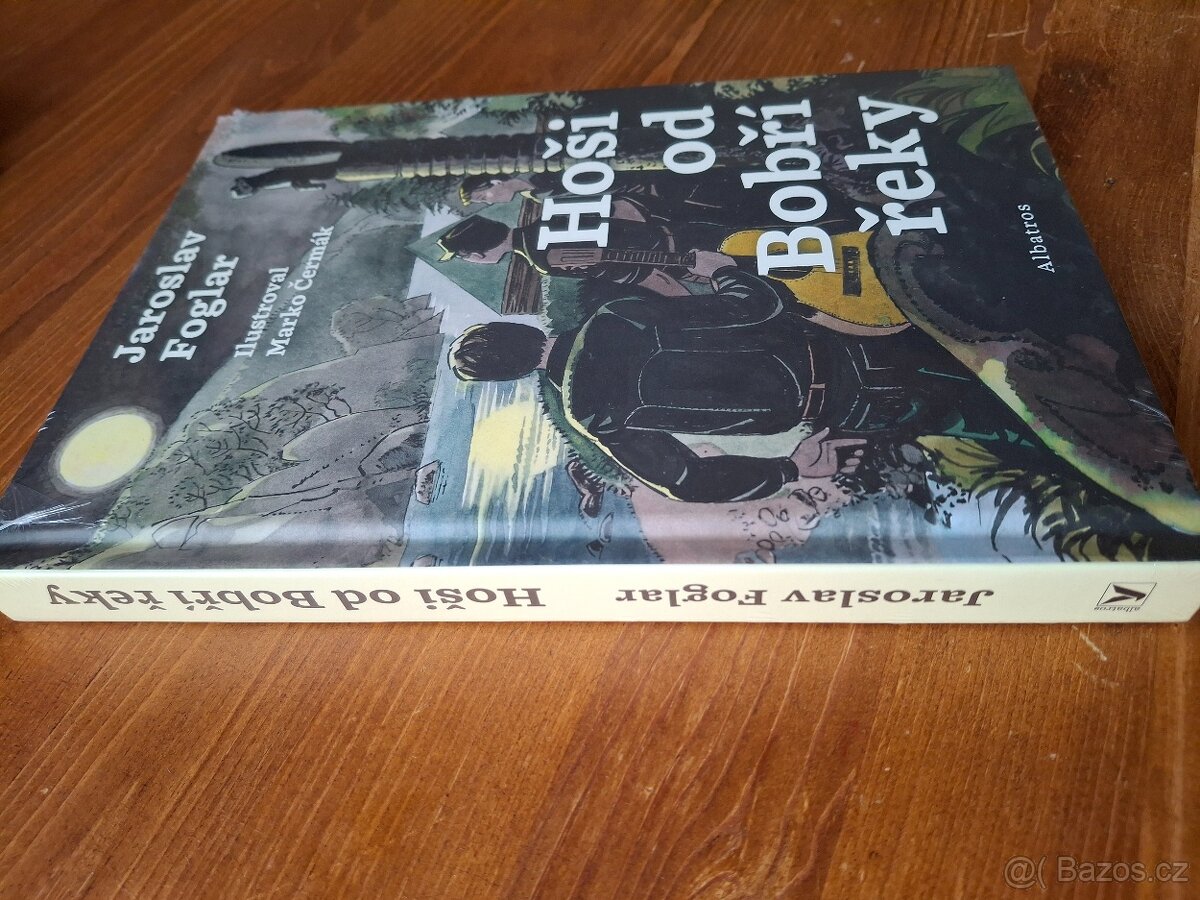 Jaroslav
Foglar
Ilustroval
Marko Čermák
Hoši
od
Bobří
řeky
Albatros
Hoši od Bobří řeky
Jaroslav Foglar
albatros
@( Bazos.cz